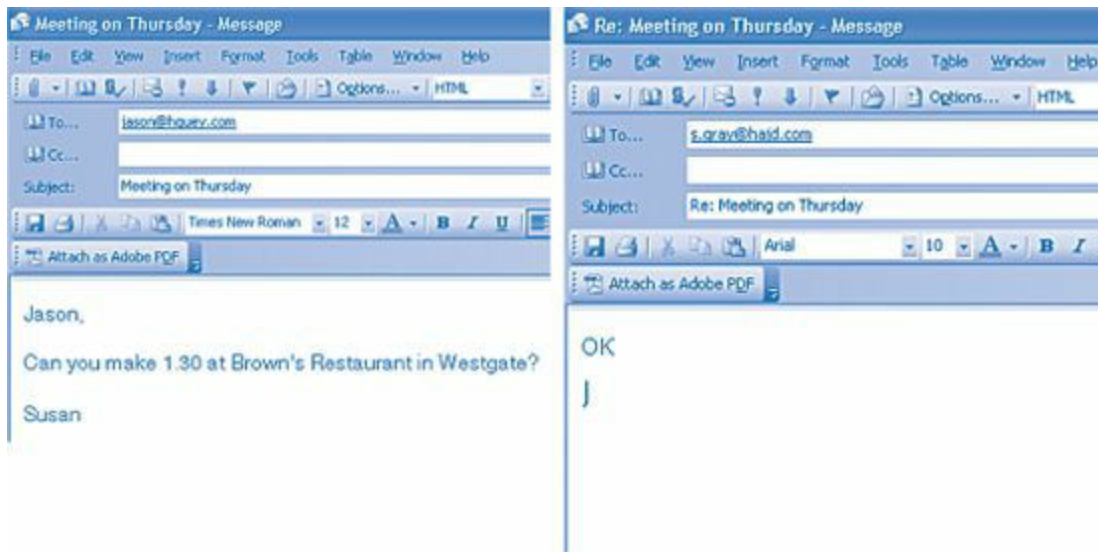 Meeting on Thursday - Message
File Edit View Insert Format Tools Table Window Help
Options... HTML
To... jason@hquey.com
Cc...
Subject: Meeting on Thursday
Times New Roman 12 A B I U
Attach as Adobe PDF
Jason,
Can you make 1.30 at Brown's Restaurant in Westgate?
Susan
Re: Meeting on Thursday - Message
File Edit View Insert Format Tools Table Window Help
Options... HTML
To... s.gray@haid.com
Cc...
Subject: Re: Meeting on Thursday
Arial 10 A B I
Attach as Adobe PDF
OK
J